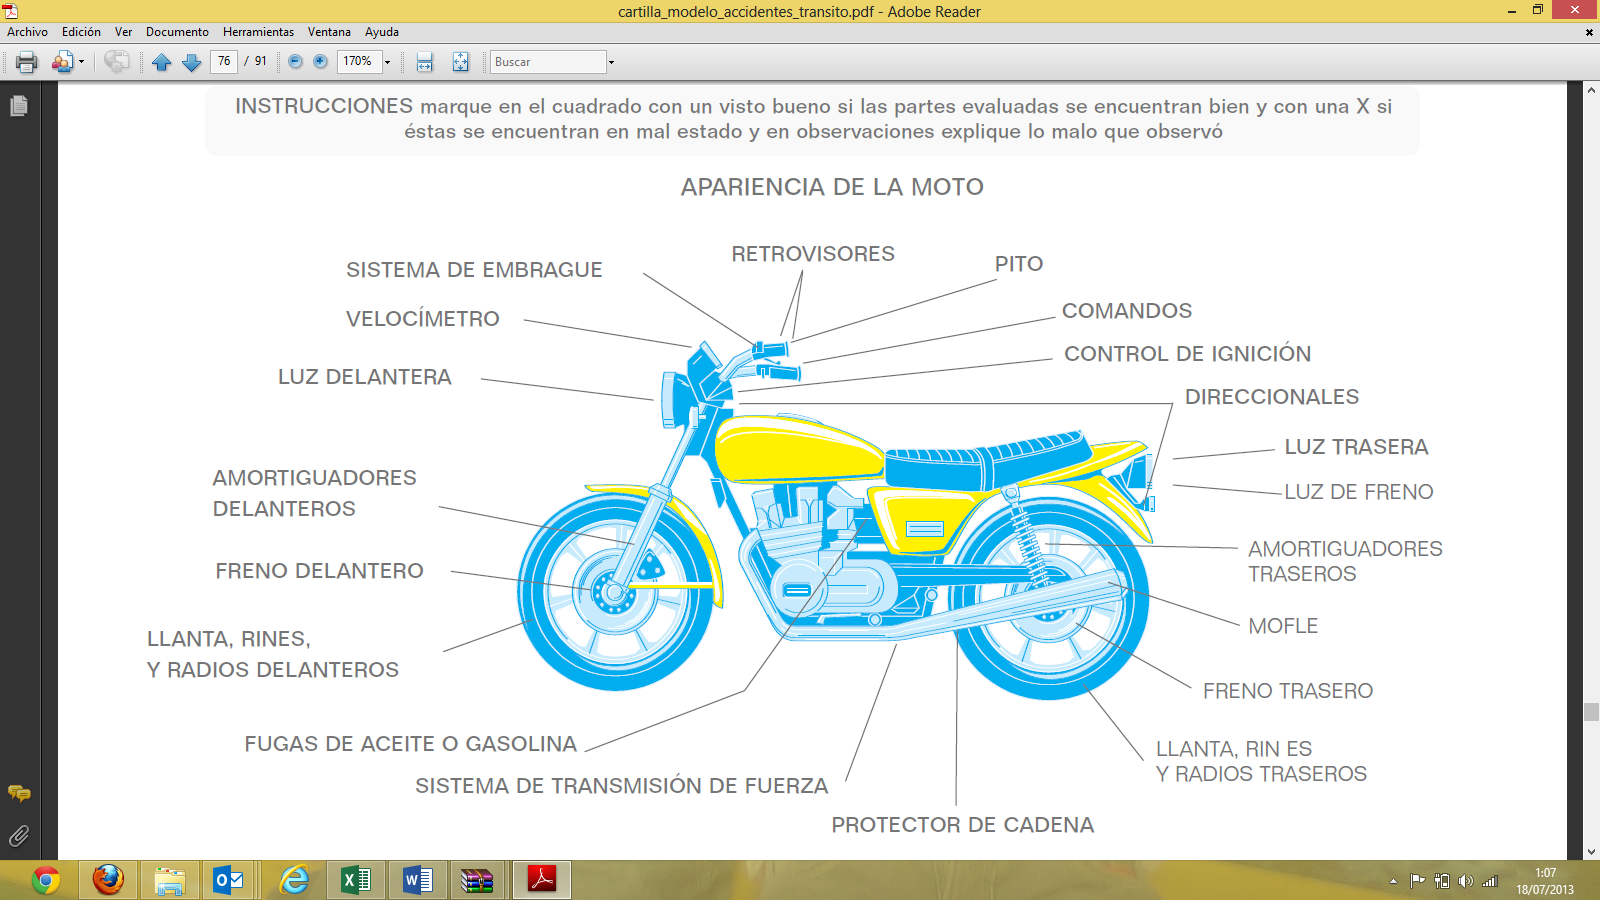 cartilla_modelo_accidentes_transito.pdf - Adobe Reader
Archivo Edición Ver Documento Herramientas Ventana Ayuda
76 / 91 170% Buscar
INSTRUCCIONES marque en el cuadrado con un visto bueno si las partes evaluadas se encuentran bien y con una X si
éstas se encuentran en mal estado y en observaciones explique lo malo que observó
APARIENCIA DE LA MOTO
RETROVISORES
SISTEMA DE EMBRAGUE
PITO
VELOCÍMETRO
COMANDOS
CONTROL DE IGNICIÓN
LUZ DELANTERA
DIRECCIONALES
LUZ TRASERA
AMORTIGUADORES
DELANTEROS
LUZ DE FRENO
AMORTIGUADORES
TRASEROS
FRENO DELANTERO
MOFLE
LLANTA, RINES,
Y RADIOS DELANTEROS
FRENO TRASERO
FUGAS DE ACEITE O GASOLINA
LLANTA, RIN ES
Y RADIOS TRASEROS
SISTEMA DE TRANSMISIÓN DE FUERZA
PROTECTOR DE CADENA
1:07
18/07/2013